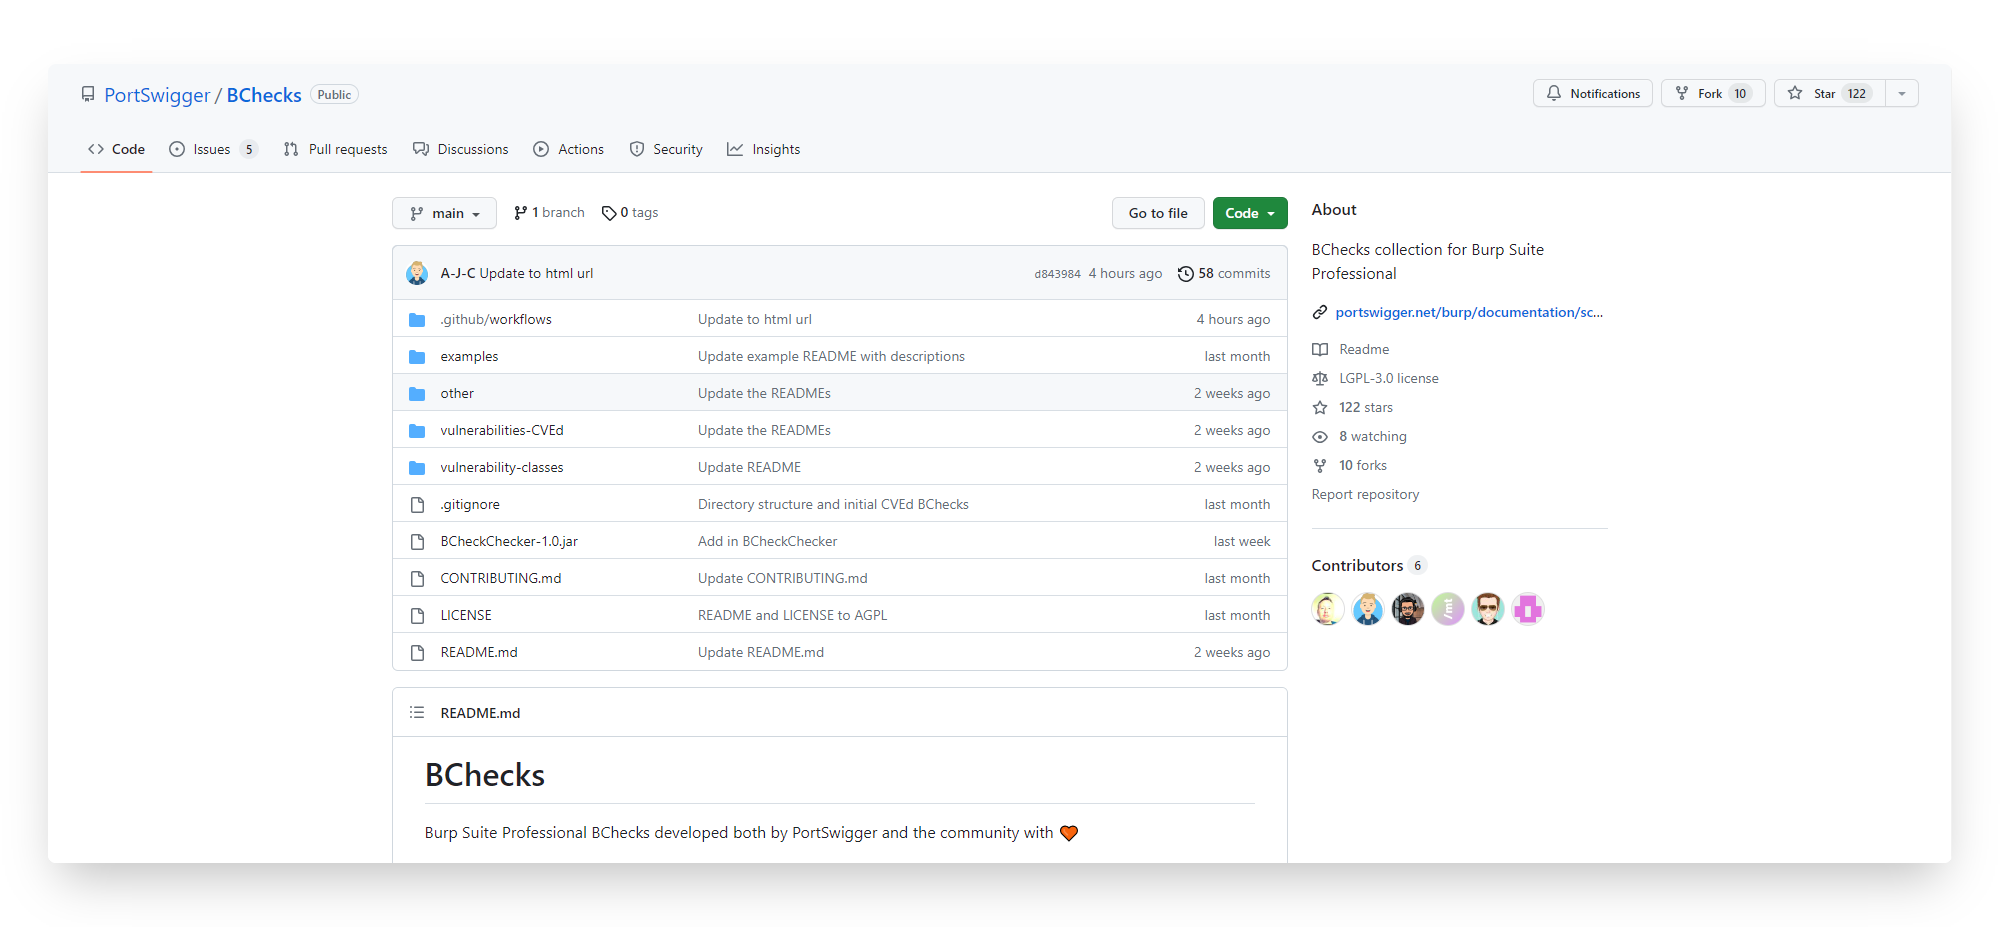 PortSwigger / BChecks Public
Notifications Fork 10 Star 122
Code Issues 5 Pull requests Discussions Actions Security Insights
main 1 branch 0 tags Go to file Code
A-J-C Update to html url d843984 4 hours ago 58 commits
.github/workflows Update to html url 4 hours ago
examples Update example README with descriptions last month
other Update the READMEs 2 weeks ago
vulnerabilities-CVEd Update the READMEs 2 weeks ago
vulnerability-classes Update README 2 weeks ago
.gitignore Directory structure and initial CVEd BChecks last month
BCheckChecker-1.0.jar Add in BCheckChecker last week
CONTRIBUTING.md Update CONTRIBUTING.md last month
LICENSE README and LICENSE to AGPL last month
README.md Update README.md 2 weeks ago
README.md
BChecks
Burp Suite Professional BChecks developed both by PortSwigger and the community with 🧡
About
BChecks collection for Burp Suite
Professional
portswigger.net/burp/documentation/sc...
Readme
LGPL-3.0 license
122 stars
8 watching
10 forks
Report repository
Contributors 6
/mt